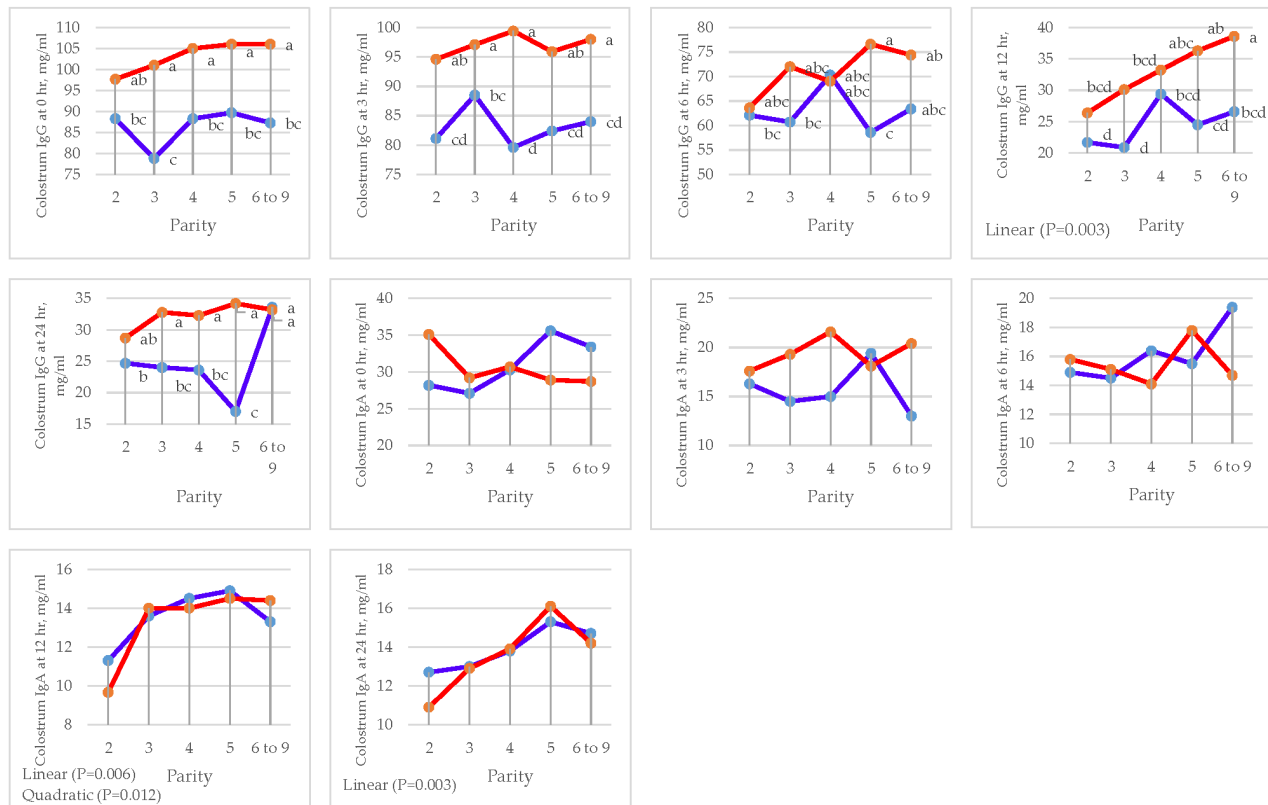 Colostrum IgG at 0 hr, mg/ml
110
105
100
95
90
85
80
75
ab
a
a
a
a
bc
c
bc
bc
bc
2 3 4 5 6 to 9
Parity
Colostrum IgG at 3 hr, mg/ml
100
95
90
85
80
75
ab
a
a
ab
a
cd
bc
d
cd
cd
2 3 4 5 6 to 9
Parity
Colostrum IgG at 6 hr, mg/ml
80
75
70
65
60
55
50
abc
abc
abc
a
ab
bc
bc
abc
c
abc
2 3 4 5 6 to 9
Parity
Colostrum IgG at 12 hr,
mg/ml
40
35
30
25
20
bcd
bcd
abc
ab
a
d
d
bcd
cd
bcd
2 3 4 5 6 to
9
Linear (P=0.003)
Parity
Colostrum IgG at 24 hr,
mg/ml
35
30
25
20
15
ab
a
a
a
a
a
b
bc
bc
c
2 3 4 5 6 to
9
Parity
Colostrum IgA at 0 hr, mg/ml
40
35
30
25
20
2 3 4 5 6 to 9
Parity
Colostrum IgA at 3 hr, mg/ml
25
20
15
10
2 3 4 5 6 to 9
Parity
Colostrum IgA at 6 hr, mg/ml
20
18
16
14
12
10
2 3 4 5 6 to 9
Parity
Colostrum IgA at 12 hr, mg/ml
16
14
12
10
8
2 3 4 5 6 to 9
Parity
Linear (P=0.006)
Quadratic (P=0.012)
Colostrum IgA at 24 hr, mg/ml
18
16
14
12
10
2 3 4 5 6 to 9
Parity
Linear (P=0.003)